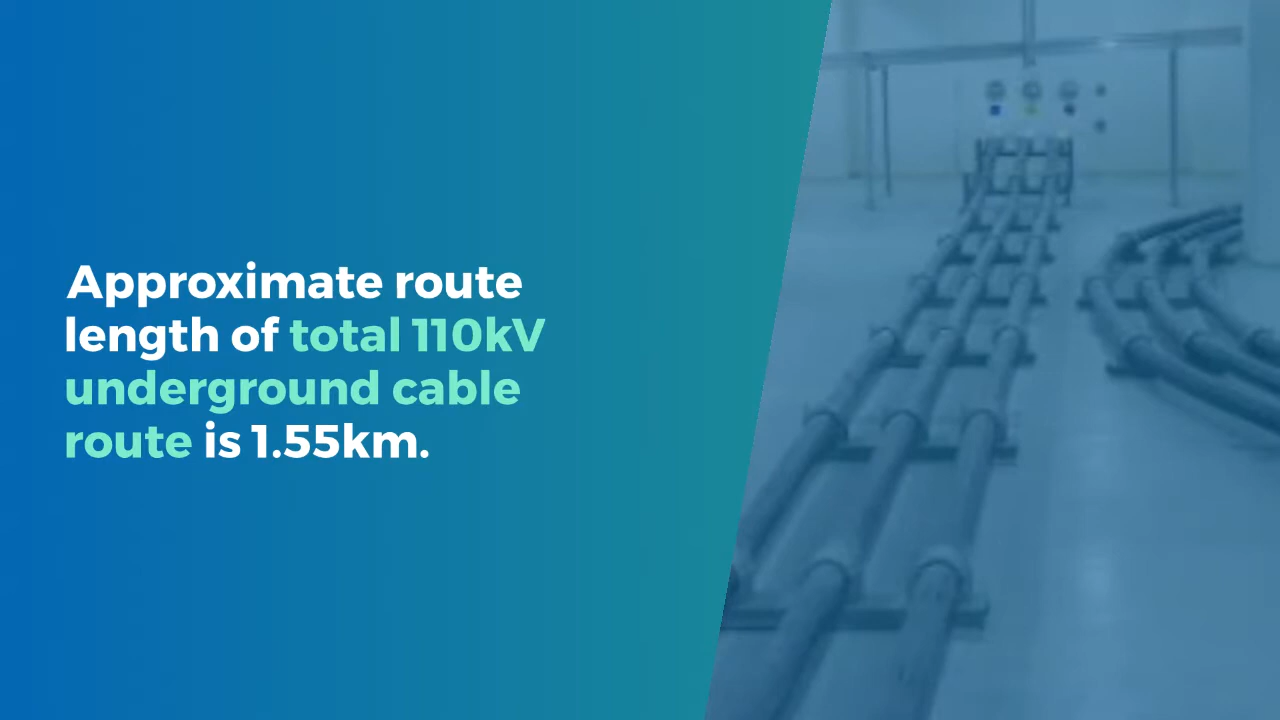 Approximate route
length of total 110kV
underground cable
route is 1.55km.